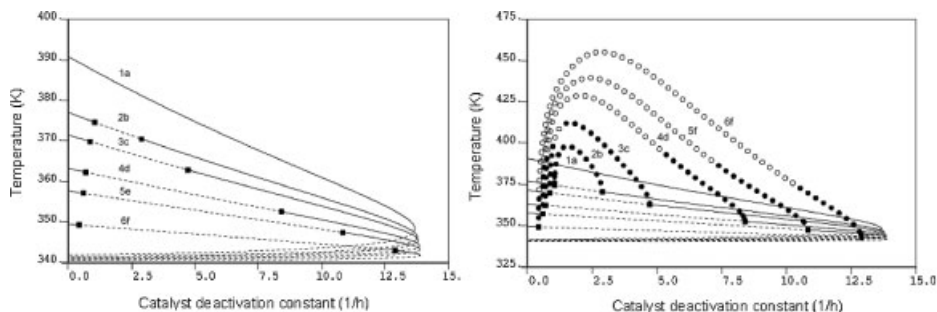 400
390
380
370
360
350
340
Temperature (K)
1a
2b
3c
4d
5e
6f
0.0 2.5 5.0 7.5 10.0 12.5 15.
Catalyst deactivation constant (1/h)
475
450
425
400
375
350
325
Temperature (K)
6f
5f
4d
3c
2b
1a
0.0 2.5 5.0 7.5 10.0 12.5 15.0
Catalyst deactivation constant (1/h)